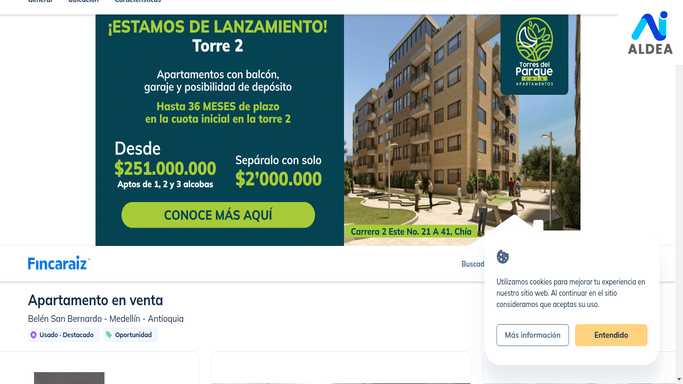 ¡ESTAMOS DE LANZAMIENTO!
Torre 2
Apartamentos con balcón,
garaje y posibilidad de depósito
Hasta 36 MESES de plazo
en la cuota inicial en la torre 2
Desde
$251.000.000
Aptos de 1, 2 y 3 alcobas
Sepáralo con solo
$2'000.000
CONOCE MÁS AQUÍ
Torres del
Parque
APARTAMENTOS
Carrera 2 Este No. 21 A 41, Chía
ALDEA
Fincaraiz
Buscad
Apartamento en venta
Belén San Bernardo - Medellín - Antioquia
Usado · Destacado
Oportunidad
Utilizamos cookies para mejorar tu experiencia en
nuestro sitio web. Al continuar en el sitio
consideramos que aceptas su uso.
Más información
Entendido